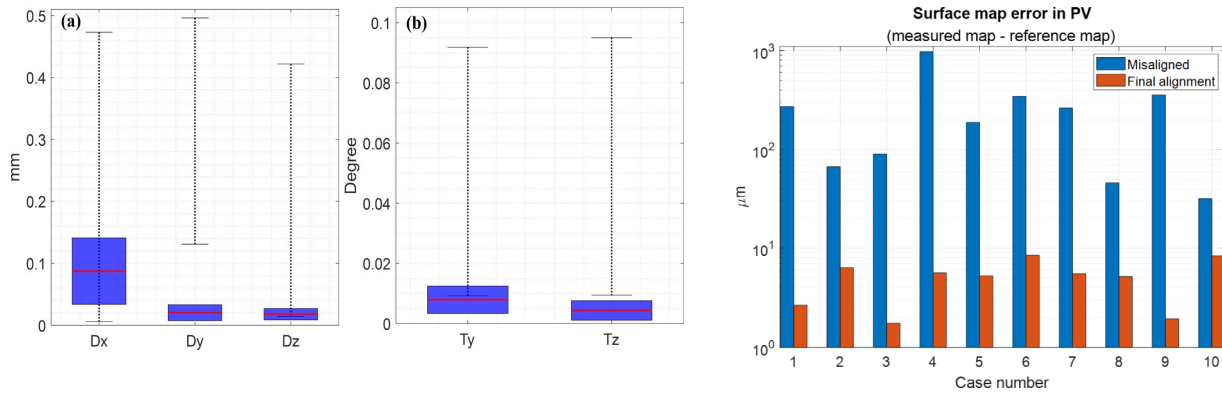 (a)
mm
0.5
0.4
0.3
0.2
0.1
0
Dx Dy Dz
(b)
Degree
0.1
0.08
0.06
0.04
0.02
0
Ty Tz
Surface map error in PV
(measured map - reference map)
Misaligned
Final alignment
μm
10³
10²
10¹
10⁰
1 2 3 4 5 6 7 8 9 10
Case number